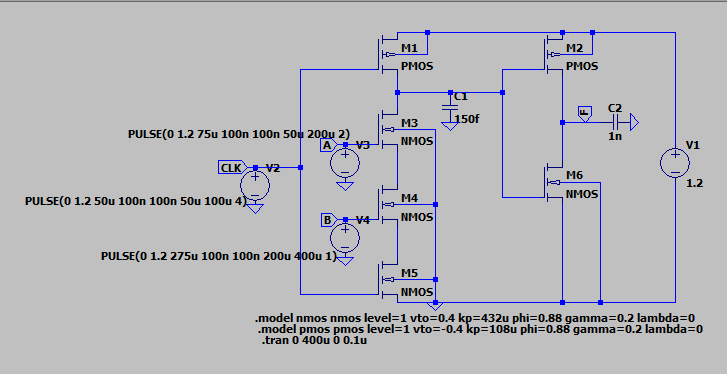 M1
PMOS
M2
PMOS
C1
150f
F
C2
1n
PULSE(0 1.2 75u 100n 100n 50u 200u 2)
M3
NMOS
A
V3
V1
1.2
CLK
V2
M6
NMOS
PULSE(0 1.2 50u 100n 100n 50u 100u 4)
M4
NMOS
B
V4
PULSE(0 1.2 275u 100n 100n 200u 400u 1)
M5
NMOS
.model nmos nmos level=1 vto=0.4 kp=432u phi=0.88 gamma=0.2 lambda=0
.model pmos pmos level=1 vto=-0.4 kp=108u phi=0.88 gamma=0.2 lambda=0
.tran 0 400u 0 0.1u